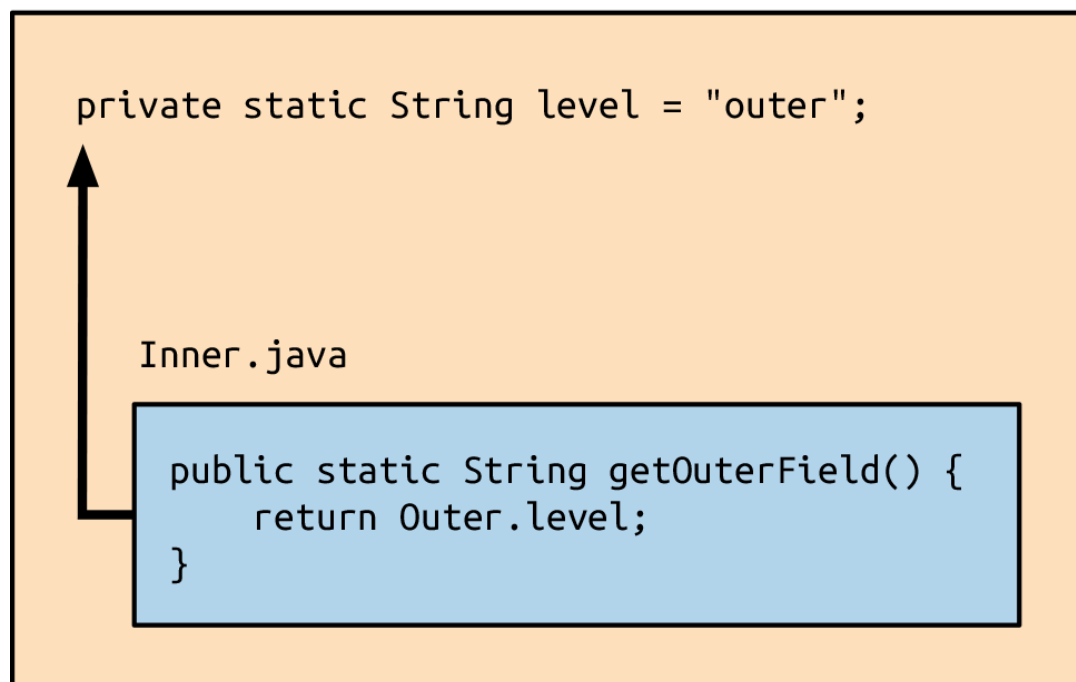 private static String level = "outer";
Inner.java
public static String getOuterField() {
return Outer.level;
}